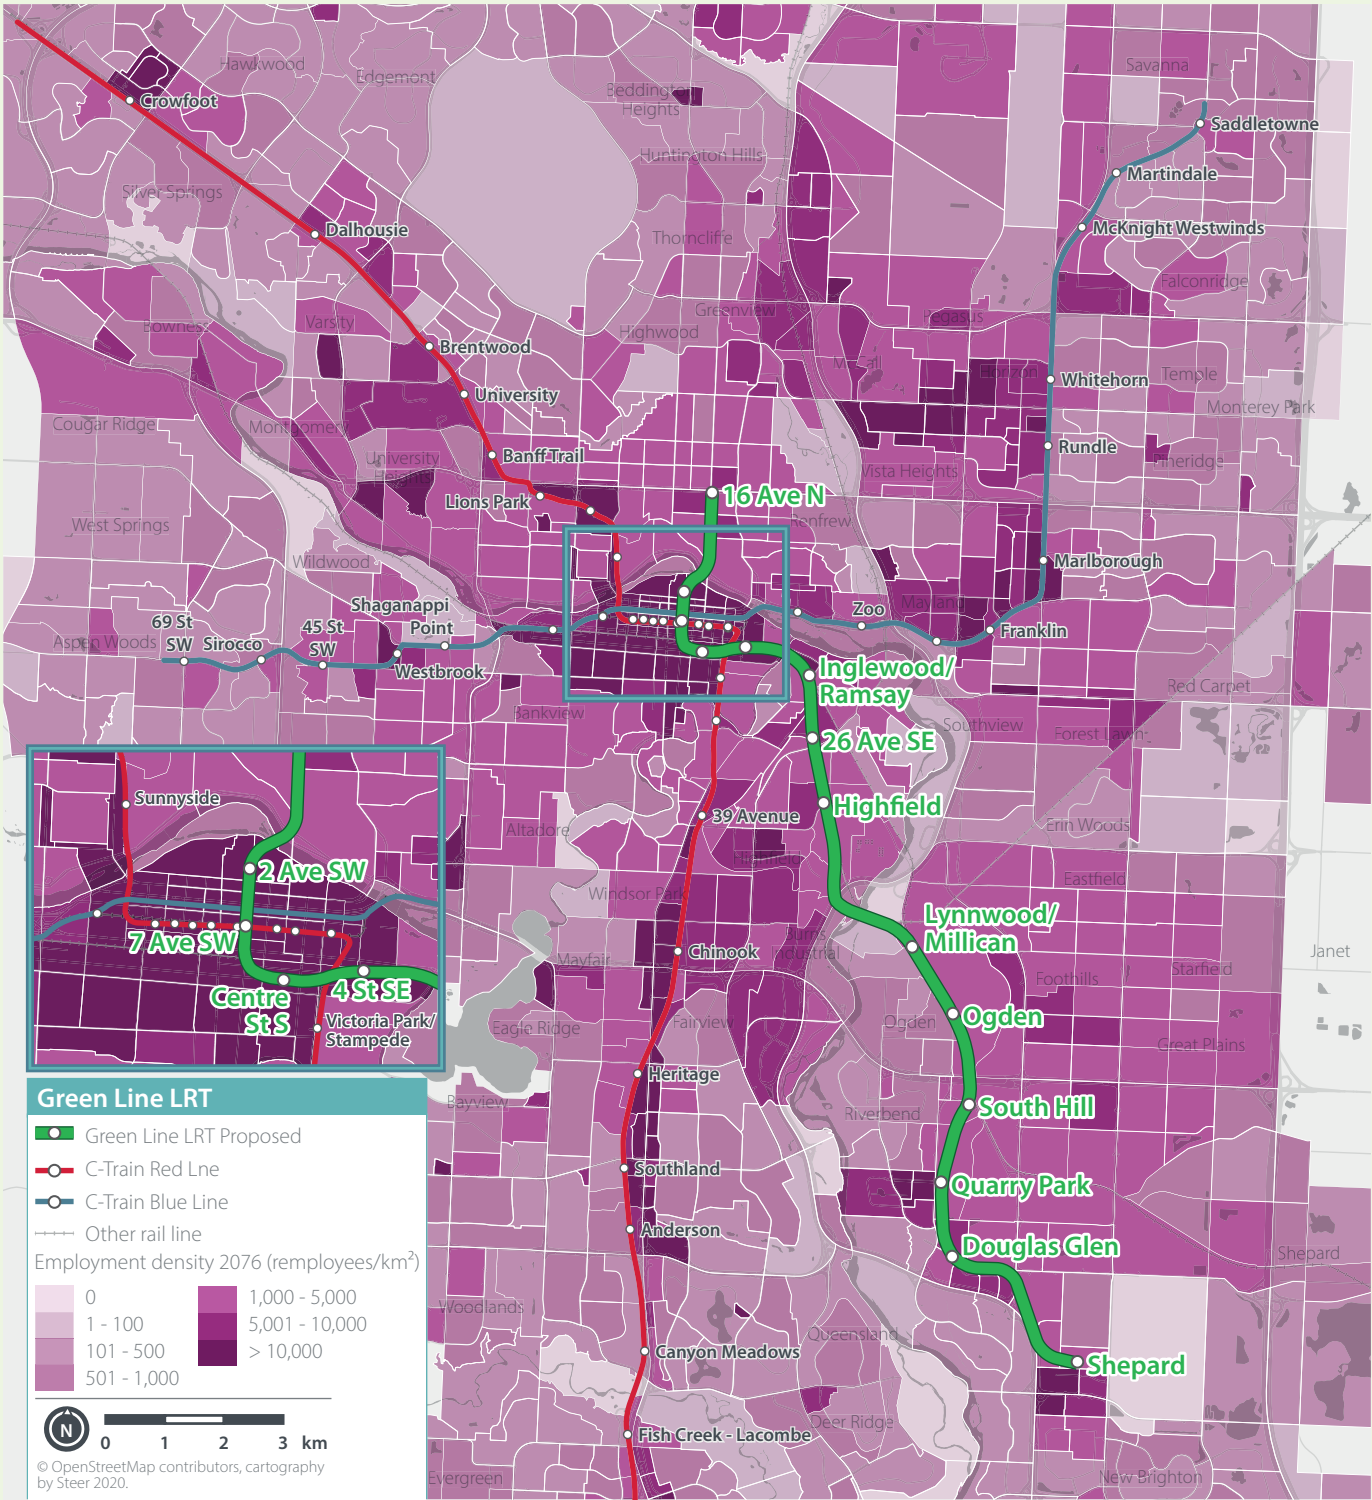 Hawkwood
Edgemont
Savanna
Crowfoot
Beddington
Heights
Saddletowne
Huntington Hills
Martindale
Silver Springs
Dalhousie
Thorncliffe
McKnight Westwinds
Falconridge
Bowness
Varsity
Greenview
Pegasus
Highwood
Brentwood
McCall
Horizon
Whitehorn
Temple
University
Monterey Park
Cougar Ridge
Montgomery
Banff Trail
Rundle
University
Heights
Vista Heights
Pineridge
Lions Park
16 Ave N
Renfrew
West Springs
Wildwood
Marlborough
Shaganappi
Point
Zoo
Mayland
69 St
SW
Sirocco
45 St
SW
Aspen Woods
Franklin
Westbrook
Inglewood/
Ramsay
Red Carpet
Bankview
Southview
Forest Lawn
26 Ave SE
Highfield
39 Avenue
Altadore
Erin Woods
Highfield
Eastfield
Windsor Park
Lynnwood/
Millican
Burns
Industrial
Chinook
Mayfair
Janet
Starfield
Foothills
Eagle Ridge
Fairview
Ogden
Ogden
Great Plains
Heritage
Bayview
Riverbend
South Hill
Southland
Quarry Park
Anderson
Douglas Glen
Shepard
Woodlands
Queensland
Canyon Meadows
Shepard
Deer Ridge
Fish Creek - Lacombe
Evergreen
New Brighton
Sunnyside
2 Ave SW
7 Ave SW
Centre
St S
4 St SE
Victoria Park/
Stampede
Green Line LRT
Green Line LRT Proposed
C-Train Red Lne
C-Train Blue Line
Other rail line
Employment density 2076 (remployees/km²)
0
1 - 100
101 - 500
501 - 1,000
1,000 - 5,000
5,001 - 10,000
> 10,000
N
0 1 2 3 km
© OpenStreetMap contributors, cartography
by Steer 2020.